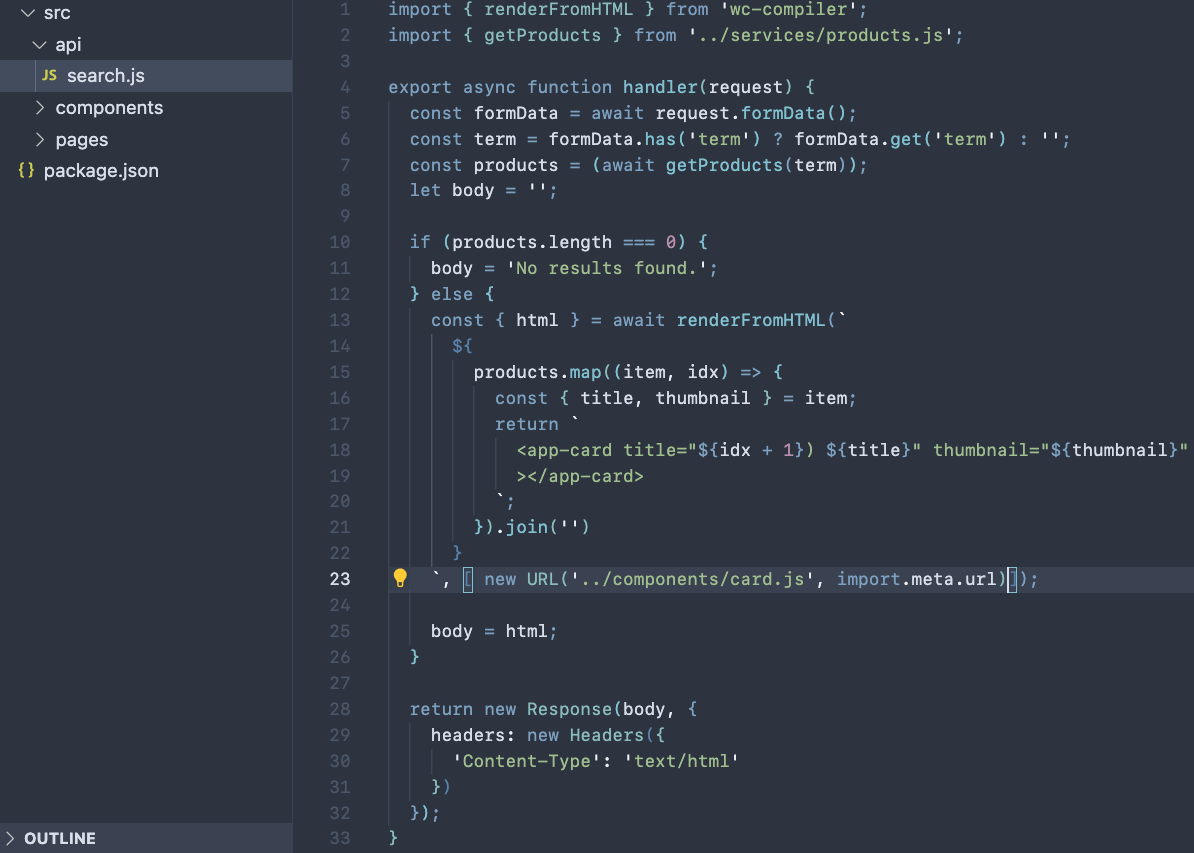 src
api
JS search.js
components
pages
{} package.json
OUTLINE
1 import { renderFromHTML } from 'wc-compiler';
2 import { getProducts } from '../services/products.js';
3
4 export async function handler(request) {
5   const formData = await request.formData();
6   const term = formData.has('term') ? formData.get('term') : '';
7   const products = (await getProducts(term));
8   let body = '';
9
10   if (products.length === 0) {
11     body = 'No results found.';
12   } else {
13     const { html } = await renderFromHTML(`
14       ${
15         products.map((item, idx) => {
16           const { title, thumbnail } = item;
17           return `
18             <app-card title="${idx + 1}) ${title}" thumbnail="${thumbnail}"
19             ></app-card>
20           `;
21         }).join('')
22       }
23     `, [ new URL('../components/card.js', import.meta.url)]);
24
25     body = html;
26   }
27
28   return new Response(body, {
29     headers: new Headers({
30       'Content-Type': 'text/html'
31     })
32   });
33 }